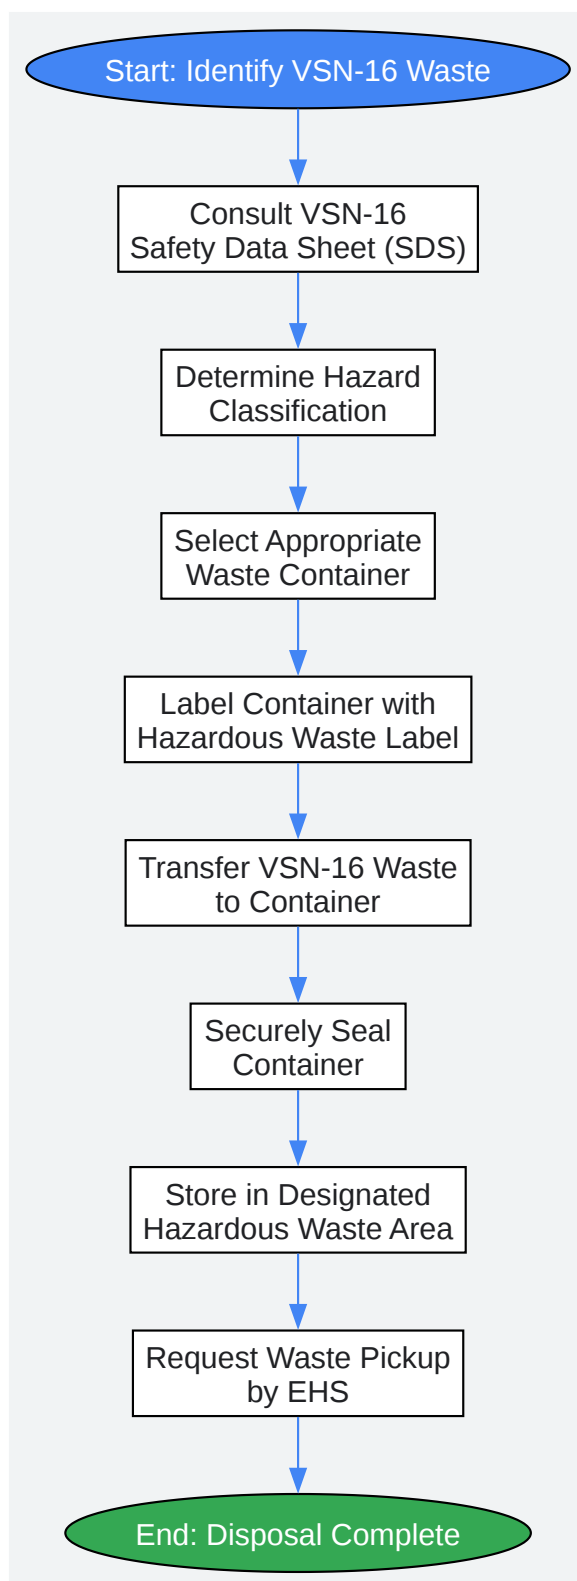 Start: Identify VSN-16 Waste
Consult VSN-16
Safety Data Sheet (SDS)
Determine Hazard
Classification
Select Appropriate
Waste Container
Label Container with
Hazardous Waste Label
Transfer VSN-16 Waste
to Container
Securely Seal
Container
Store in Designated
Hazardous Waste Area
Request Waste Pickup
by EHS
End: Disposal Complete